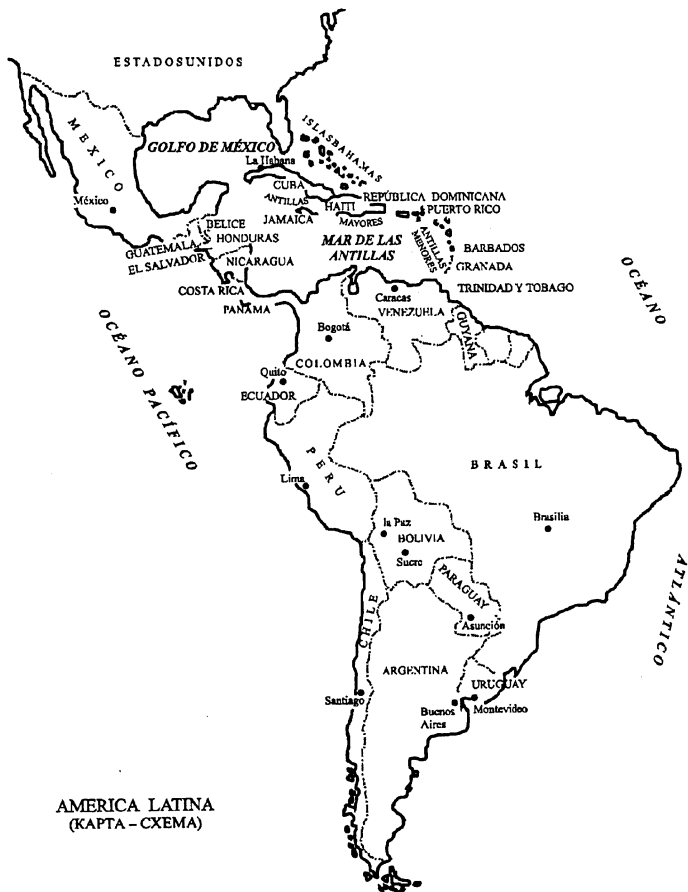 ESTADOSUNIDOS
MEXICO
GOLFO DE MÉXICO
ISLASBAHAMAS
La Habana
México
CUBA
ANTILLAS
HAITI
REPÚBLICA DOMINICANA
JAMAICA
MAYORES
PUERTO RICO
BELICE
HONDURAS
GUATEMALA
EL SALVADOR
NICARAGUA
MAR DE LAS
ANTILLAS
ANTILLAS
MENORES
BARBADOS
GRANADA
COSTA RICA
TRINIDAD Y TOBAGO
PANAMA
Caracas
VENEZUELA
GUYANA
OCÉANO
OCÉANO PACÍFICO
Bogotá
COLOMBIA
Quito
ECUADOR
PERÚ
BRASIL
Lima
Brasilia
la Paz
BOLIVIA
Sucre
PARAGUAY
ATLÁNTICO
CHILE
Asunción
ARGENTINA
URUGUAY
Santiago
Buenos
Aires
Montevideo
AMERICA LATINA
(КАРТА – СХЕМА)